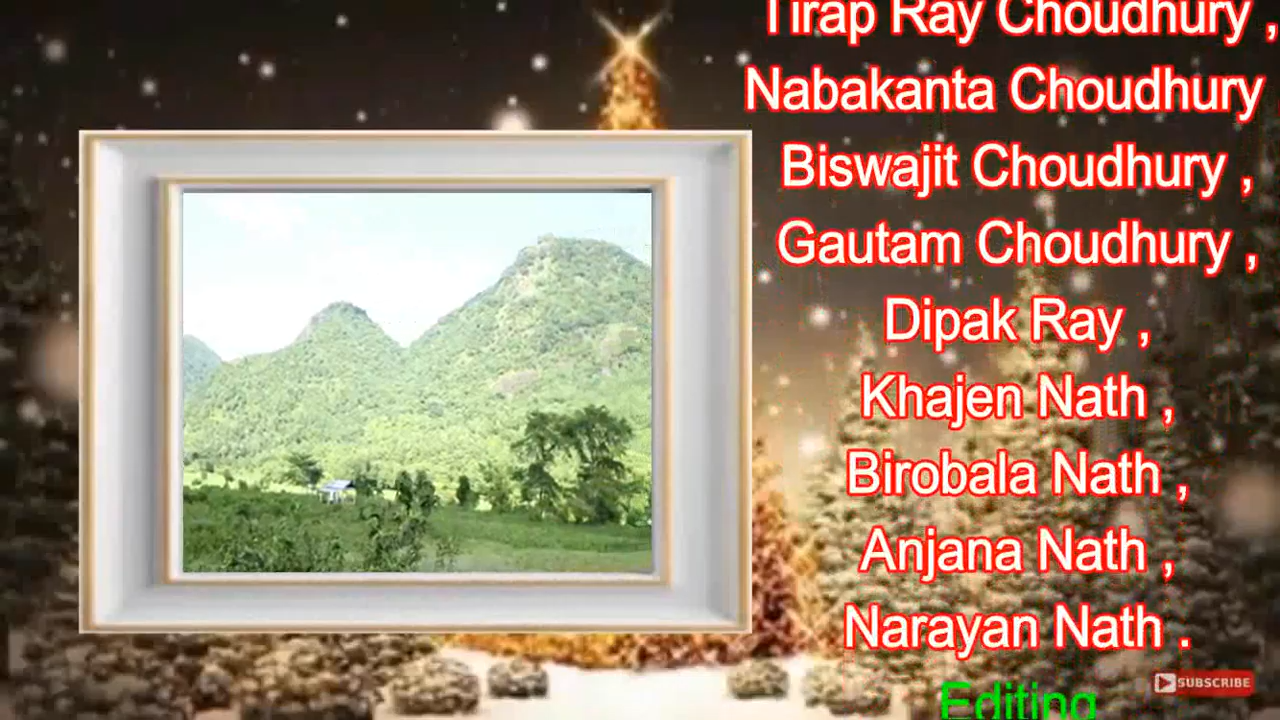 Tirap Ray Choudhury ,
Nabakanta Choudhury
Biswajit Choudhury ,
Gautam Choudhury ,
Dipak Ray ,
Khajen Nath ,
Birobala Nath ,
Anjana Nath ,
Narayan Nath .
SUBSCRIBE
Editing